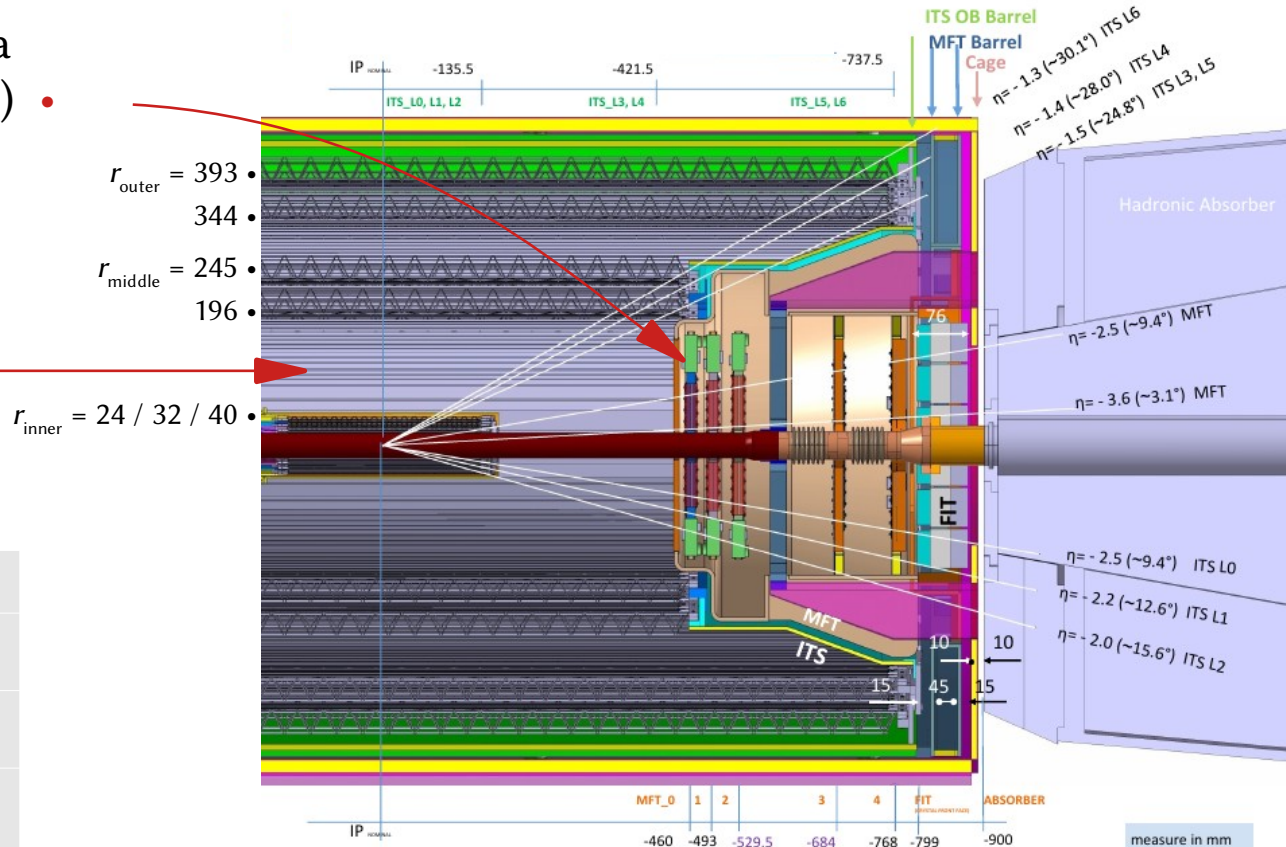 a
)
ITS OB Barrel
MFT Barrel
Cage
IP NOMINAL
-135.5
-421.5
-737.5
ITS_L0, L1, L2
ITS_L3, L4
ITS_L5, L6
η= - 1.3 (~30.1°) ITS L6
η= - 1.4 (~28.0°) ITS L4
η= - 1.5 (~24.8°) ITS L3, L5
r outer = 393 •
344 •
r middle = 245 •
196 •
r inner = 24 / 32 / 40 •
Hadronic Absorber
76
η= -2.5 (~9.4°) MFT
η= - 3.6 (~3.1°) MFT
FIT
η= - 2.5 (~9.4°) ITS L0
η= - 2.2 (~12.6°) ITS L1
η= - 2.0 (~15.6°) ITS L2
MFT
ITS
10
10
15
45
15
MFT_0 1 2 3 4 FIT ABSORBER
IP NOMINAL
-460 -493 -529.5 -684 -768 -799 -900
measure in mm